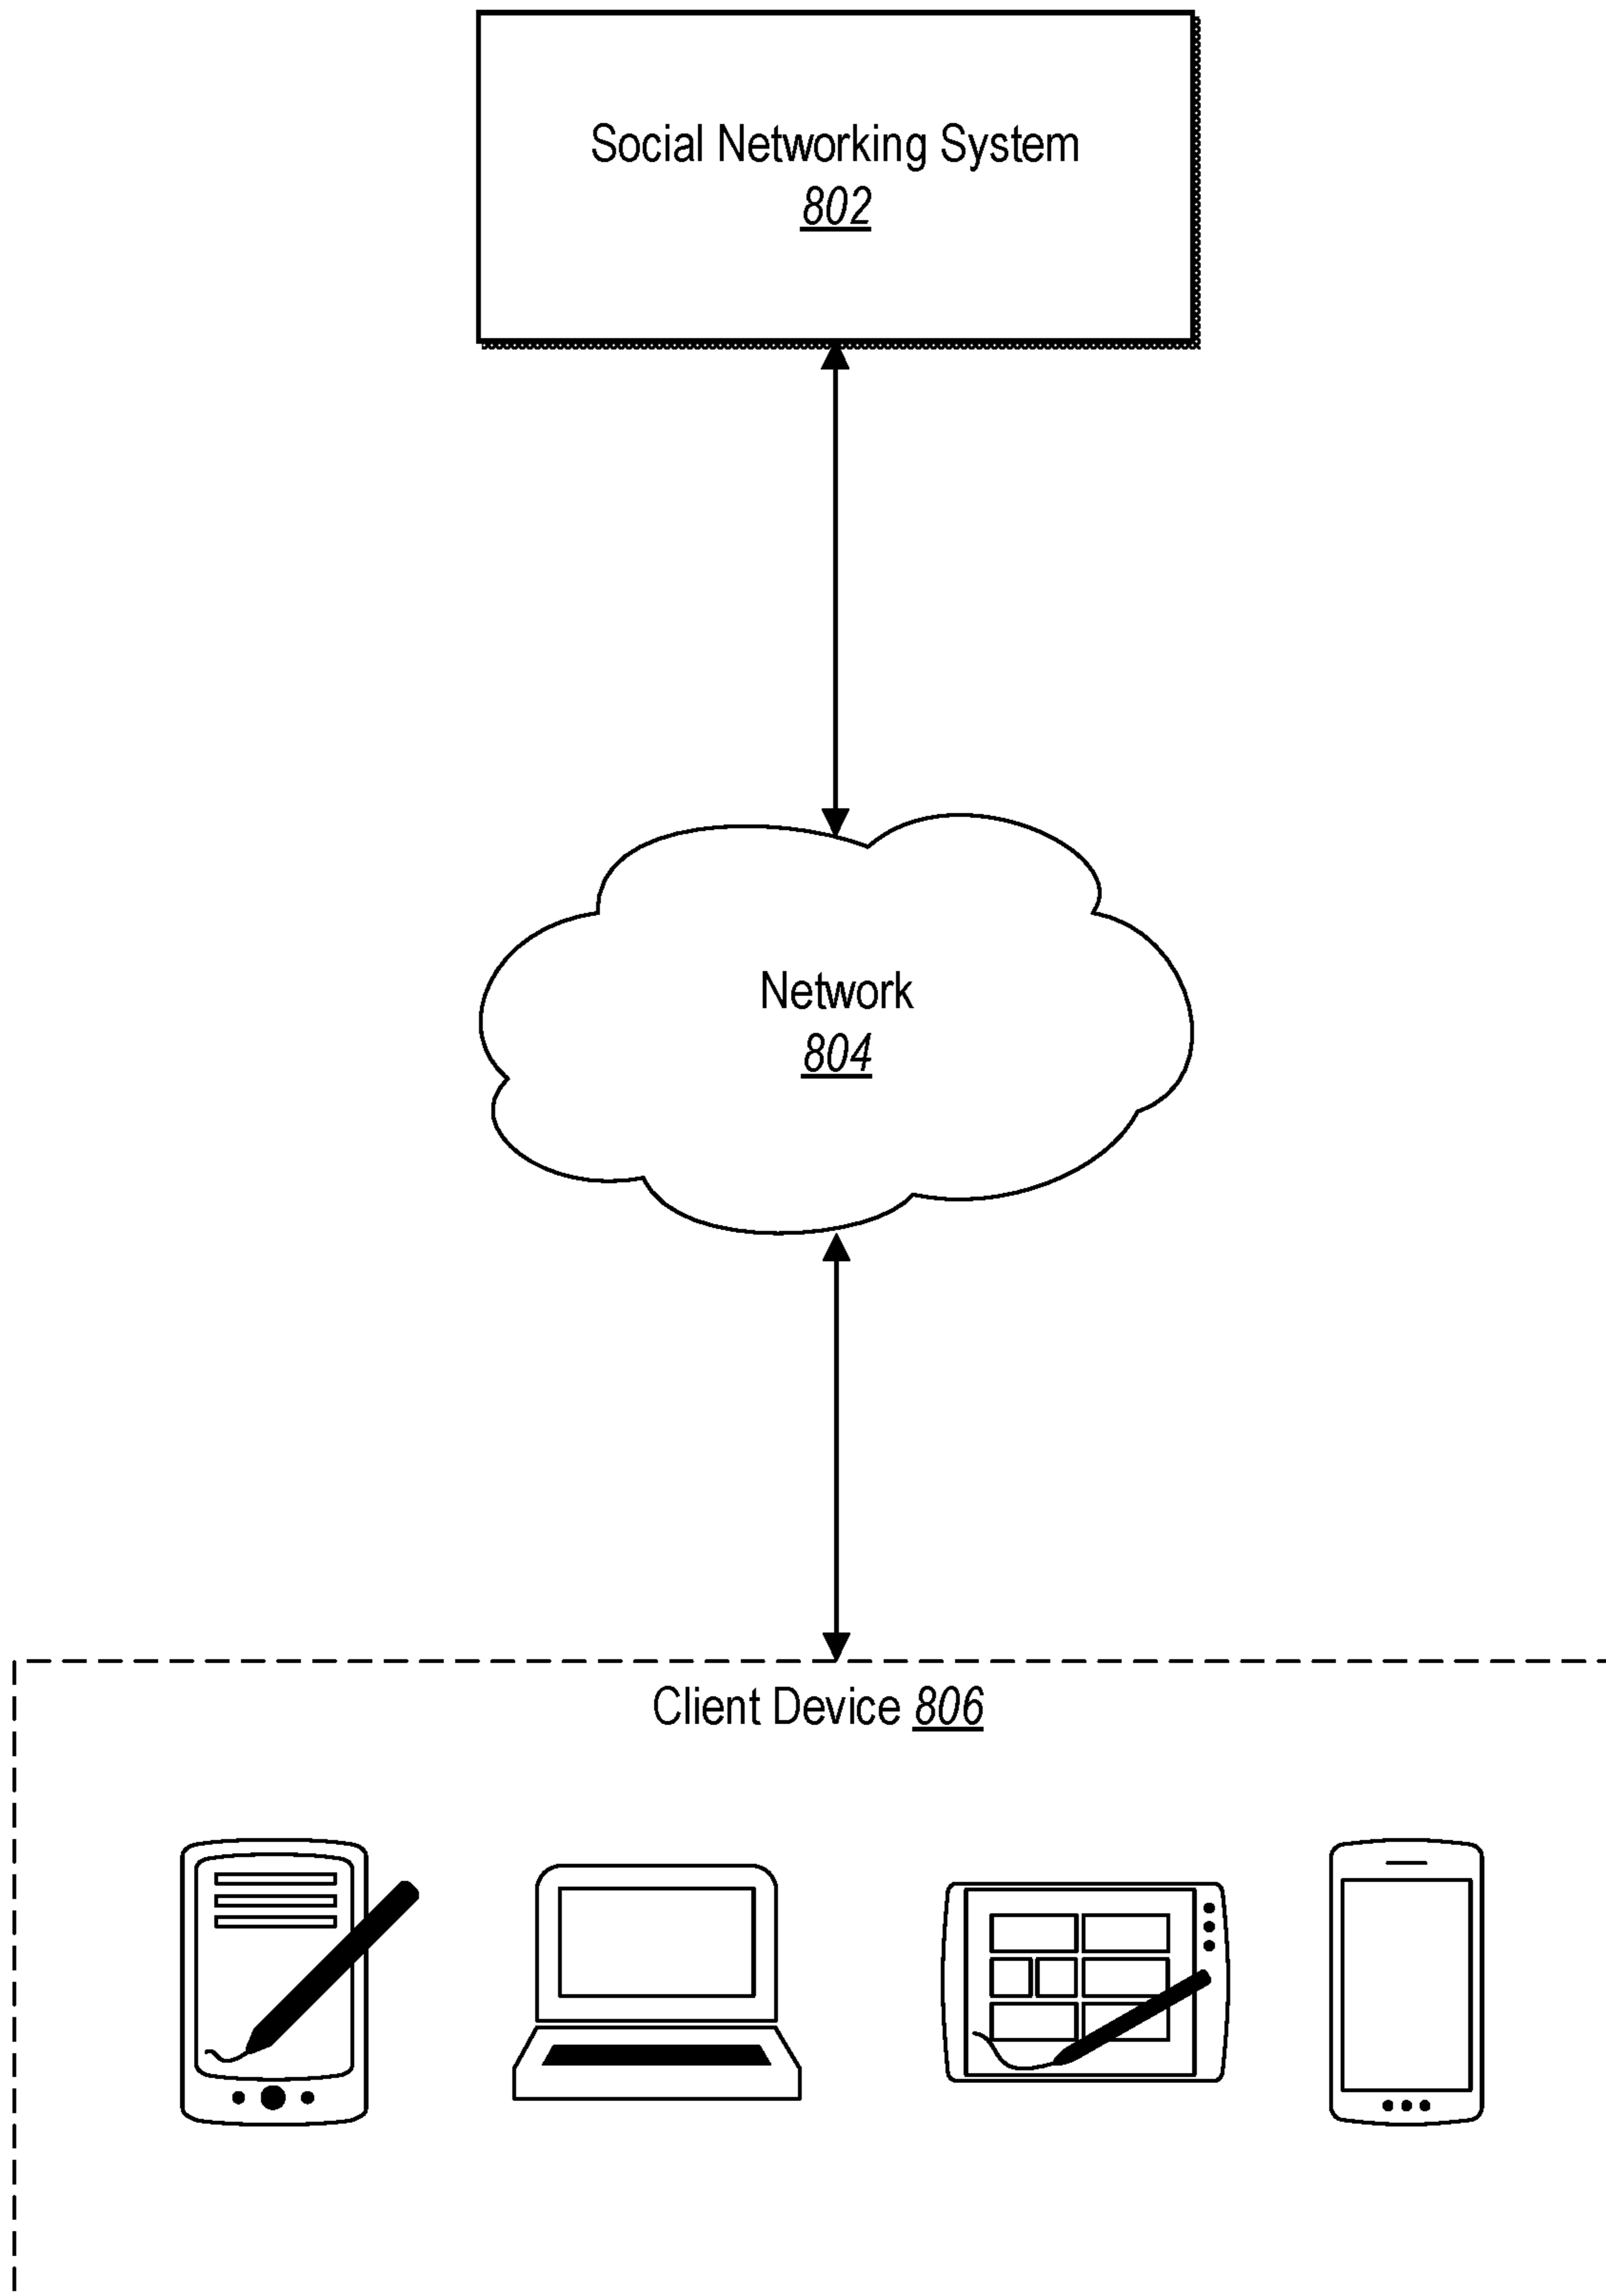 Social Networking System
802
Network
804
Client Device 806